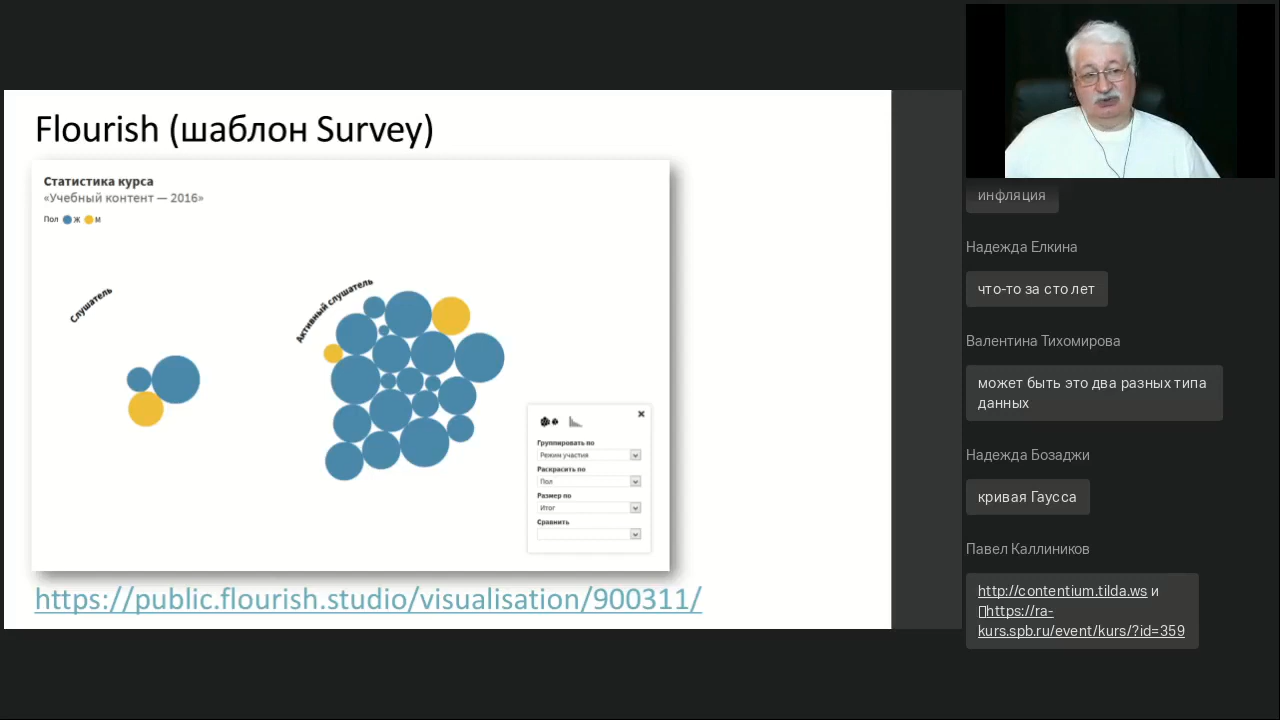 Flourish (шаблон Survey)
Статистика курса
«Учебный контент — 2016»
Пол Ж М
Слушатель
Активный слушатель
Группировать по
Режим участия
Раскрасить по
Пол
Размер по
Итог
Сравнить
https://public.flourish.studio/visualisation/900311/
инфляция
Надежда Елкина
что-то за сто лет
Валентина Тихомирова
может быть это два разных типа
данных
Надежда Бозаджи
кривая Гаусса
Павел Каллиников
http://contentium.tilda.ws и
https://ra-
kurs.spb.ru/event/kurs/?id=359